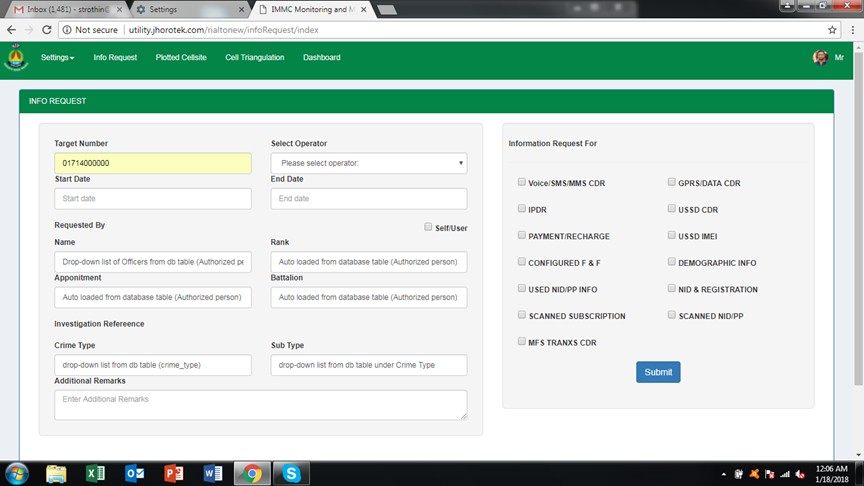 Inbox (1,481) - strothin@
Settings
IMMC Monitoring and M
Not secure | utility.jhorotek.com/rialtonew/infoRequest/index
Settings Info Request Plotted Cellsite Cell Triangulation Dashboard Mr
INFO REQUEST
Target Number Select Operator
01714000000 Please select operator:
Start Date End Date
Start date End date
Requested By Self/User
Name Rank
Drop-down list of Officers from db table (Authorized pe Auto loaded from database table (Authorized person)
Apponitment Battalion
Auto loaded from database table (Authorized person) Auto loaded from database table (Authorized person)
Investigation Refereence
Crime Type Sub Type
drop-down list from db table (crime_type) drop-down list from db table under Crime Type
Additional Remarks
Enter Additional Remarks
Information Request For
Voice/SMS/MMS CDR GPRS/DATA CDR
IPDR USSD CDR
PAYMENT/RECHARGE USSD IMEI
CONFIGURED F & F DEMOGRAPHIC INFO
USED NID/PP INFO NID & REGISTRATION
SCANNED SUBSCRIPTION SCANNED NID/PP
MFS TRANXS CDR
Submit
12:06 AM
1/18/2018